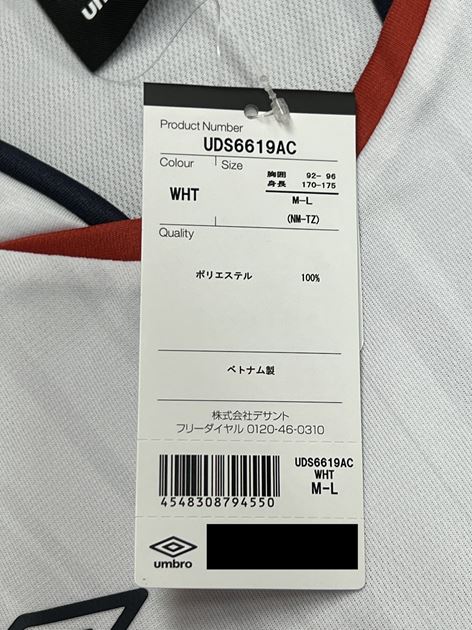 Product Number
UDS6619AC
Colour
Size
WHT
胸囲 92- 96
身長 170-175
M-L
(NM-TZ)
Quality
ポリエステル 100%
ベトナム製
株式会社デサント
フリーダイヤル 0120-46-0310
4548308794550
UDS6619AC
WHT
M-L
umbro